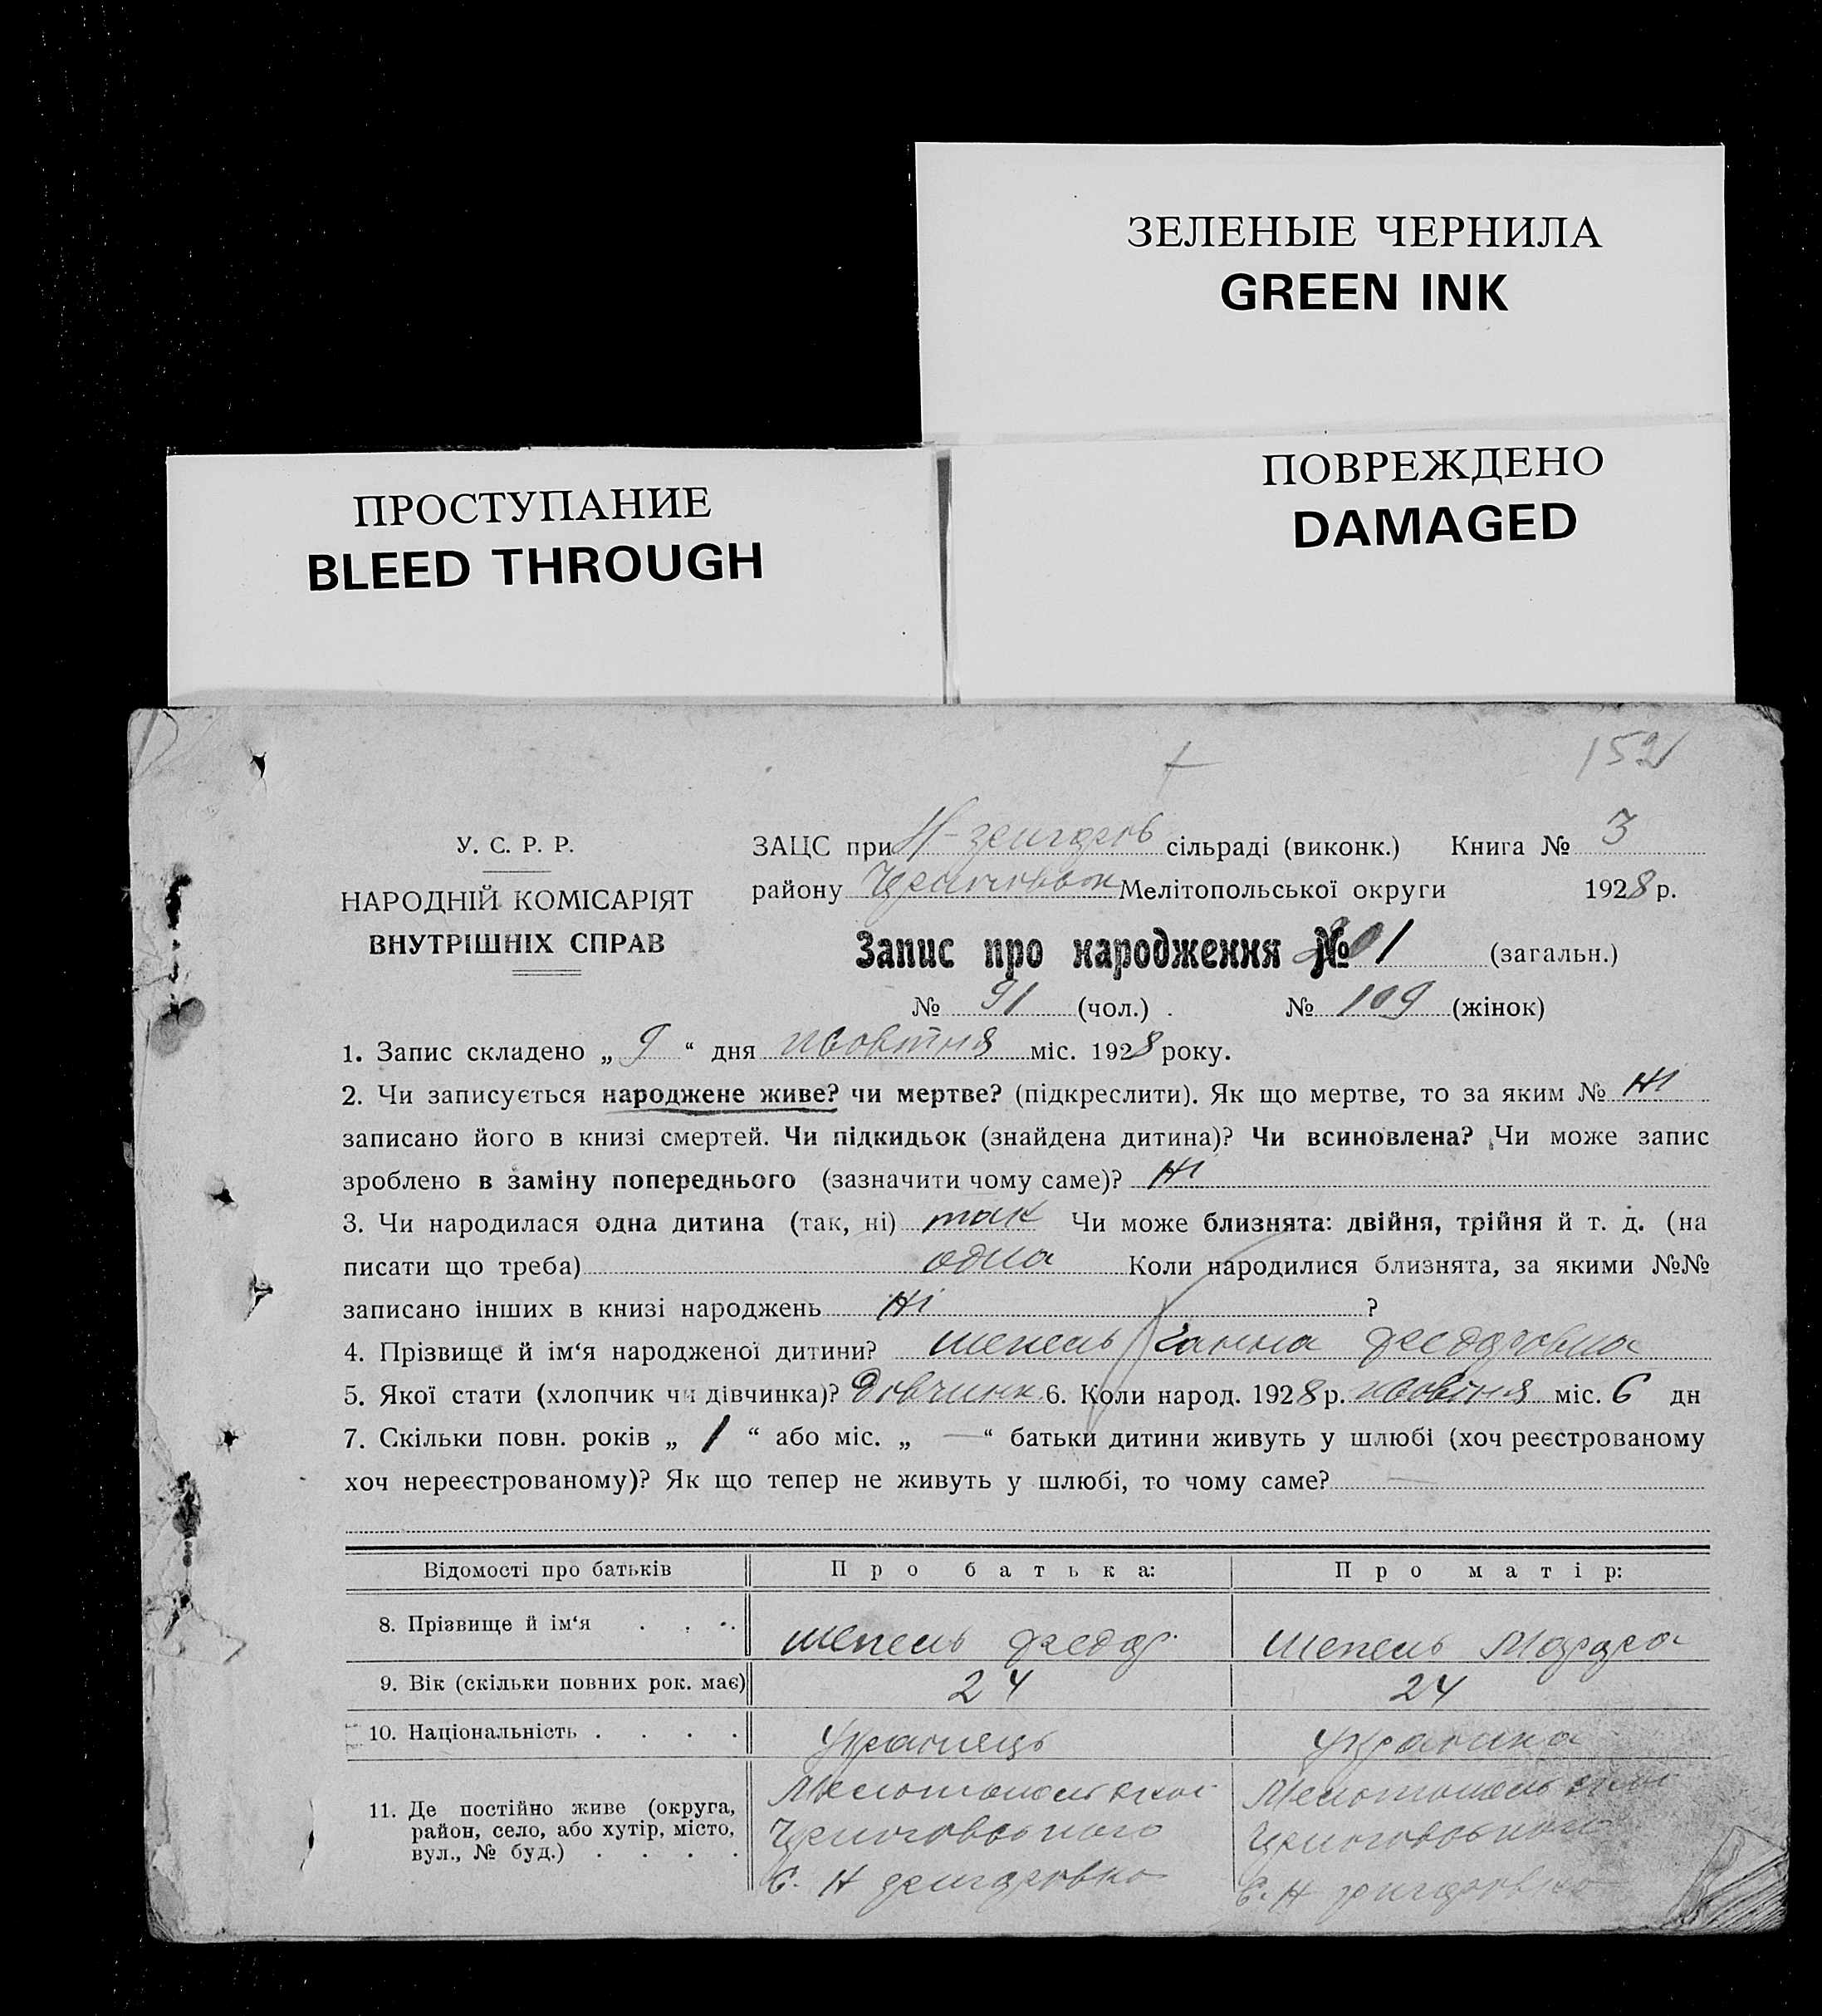 ЗЕЛЕНЫЕ ЧЕРНИЛА
GREEN INK
ПРОСТУПАНИЕ
BLEED THROUGH
ПОВРЕЖДЕНО
DAMAGED
152
У. С. Р. Р.
НАРОДНІЙ КОМІСАРІЯТ
ВНУТРІШНІХ СПРАВ
ЗАЦС при сільраді (виконк.) Книга № 3
району Мелітопольської округи 1928 р.
Запис про народження № 201 (загальн.)
№ 91 (чол.) . № 109 (жінок)
1. Запис складено „ 9 “ дня жовтня міс. 1928 року.
2. Чи записується народжене живе? чи мертве? (підкреслити). Як що мертве, то за яким № Ні
записано його в книзі смертей. Чи підкидьок (знайдена дитина)? Чи всиновлена? Чи може запис
зроблено в заміну попереднього (зазначити чому саме)? Ні
3. Чи народилася одна дитина (так, ні) так Чи може близнята: двійня, трійня й т. д. (на
писати що треба) одна Коли народилися близнята, за якими №№
записано інших в книзі народжень Ні ?
4. Прізвище й ім‘я народженої дитини? Шепель Ганна Федоровна
5. Якої стати (хлопчик чи дівчинка)? Дівчинк 6. Коли народ. 1928 р. міс. 6 дн
7. Скільки повн. років „ 1 “ або міс. „ — “ батьки дитини живуть у шлюбі (хоч реєстрованому
хоч нереєстрованому)? Як що тепер не живуть у шлюбі, то чому саме? —
Відомості про батьків Про батька: Про матір:
8. Прізвище й ім‘я . . . Шепель Федор Шепель
9. Вік (скільки повних рок. має) 24 24
10. Національність . . . .
11. Де постійно живе (округа,
район, село, або хутір, місто,
вул., № буд.) . . . .